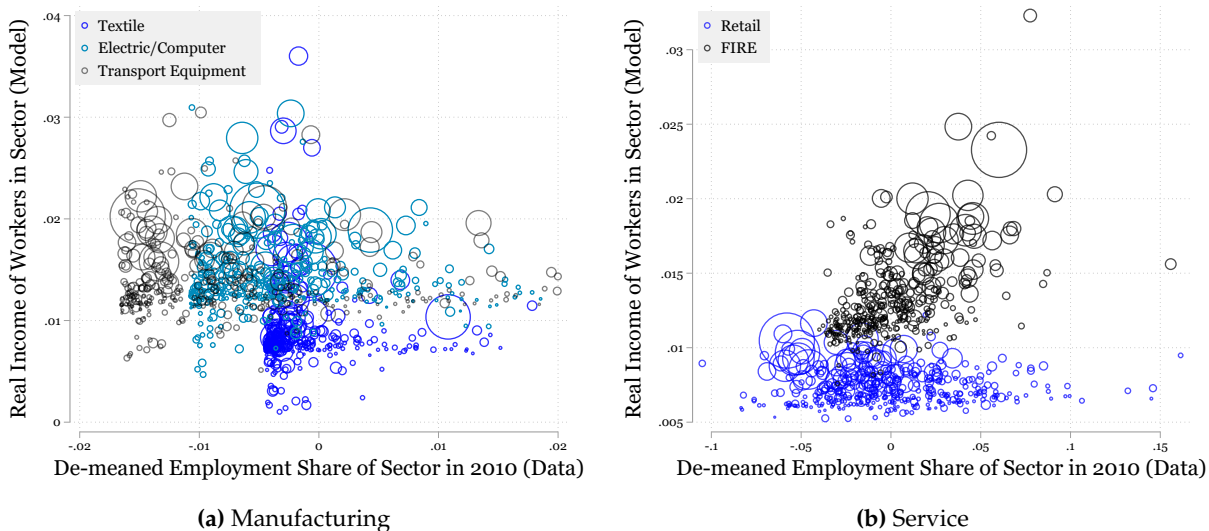 Real Income of Workers in Sector (Model)
.04
.03
.02
.01
0
Textile
Electric/Computer
Transport Equipment
-.02
-.01
0
.01
.02
De-meaned Employment Share of Sector in 2010 (Data)
(a) Manufacturing
Real Income of Workers in Sector (Model)
.03
.025
.02
.015
.01
.005
Retail
FIRE
-.1
-.05
0
.05
.1
.15
De-meaned Employment Share of Sector in 2010 (Data)
(b) Service